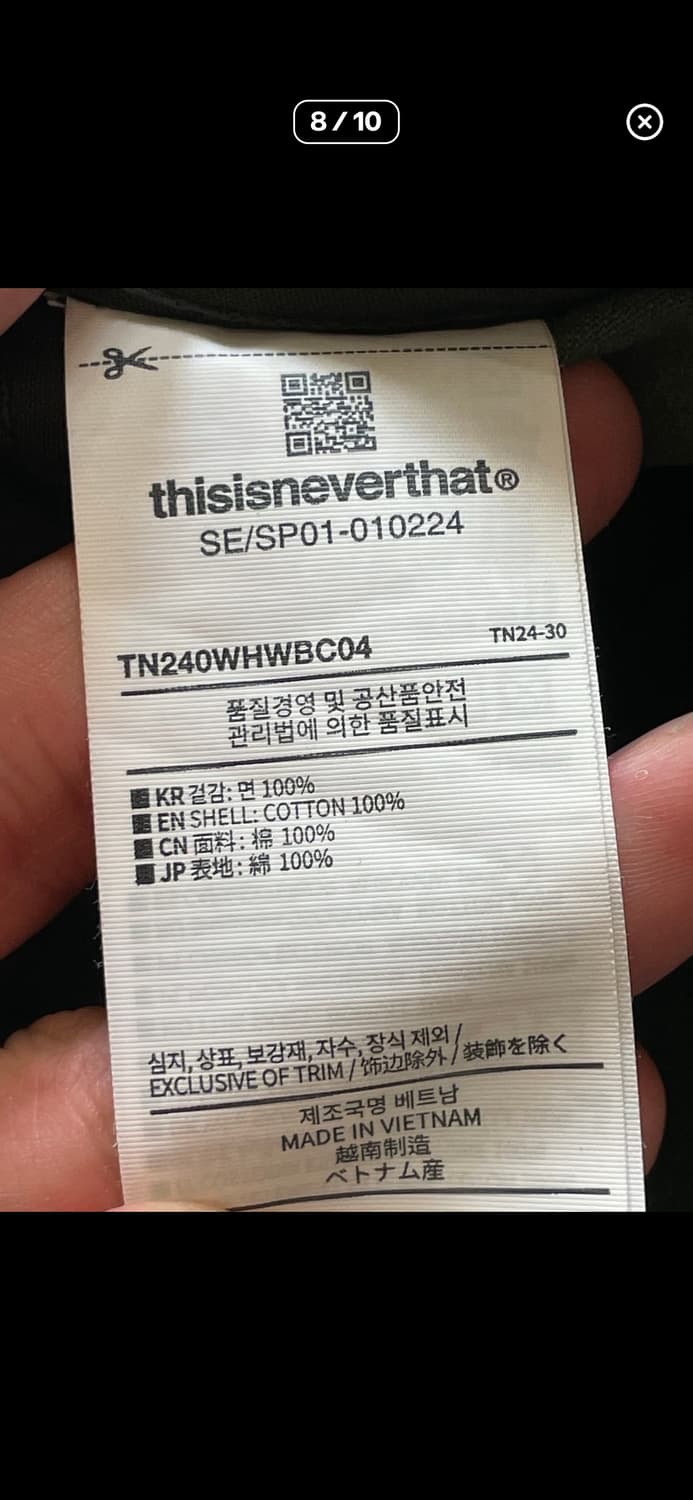 8 / 10
thisisneverthat®
SE/SP01-010224
TN240WHWBC04
TN24-30
품질경영 및 공산품안전
관리법에 의한 품질표시
KR 겉감: 면 100%
EN SHELL: COTTON 100%
CN 面料: 棉 100%
JP 表地: 綿 100%
심지, 상표, 보강재, 자수, 장식 제외 /
EXCLUSIVE OF TRIM / 饰边除外 / 装飾を除く
제조국명 베트남
MADE IN VIETNAM
越南制造
ベトナム産